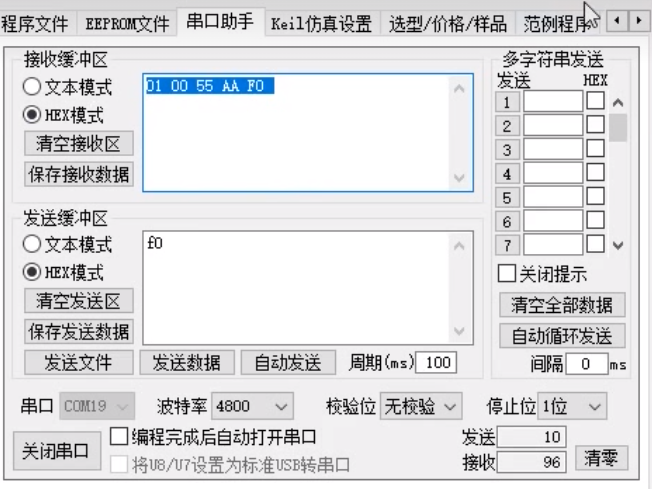 程序文件 EEPROM文件 串口助手 Keil仿真设置 选型/价格/样品 范例程序
接收缓冲区
文本模式
HEX模式
清空接收区
保存接收数据
01 00 55 AA F0
多字符串发送
发送 HEX
1
2
3
4
5
6
7
关闭提示
清空全部数据
自动循环发送
间隔 0 ms
发送缓冲区
文本模式
HEX模式
清空发送区
保存发送数据
f0
发送文件 发送数据 自动发送 周期(ms) 100
串口 COM19 波特率 4800 校验位 无校验 停止位 1位
关闭串口
编程完成后自动打开串口
将U8/U7设置为标准USB转串口
发送 10
接收 96
清零